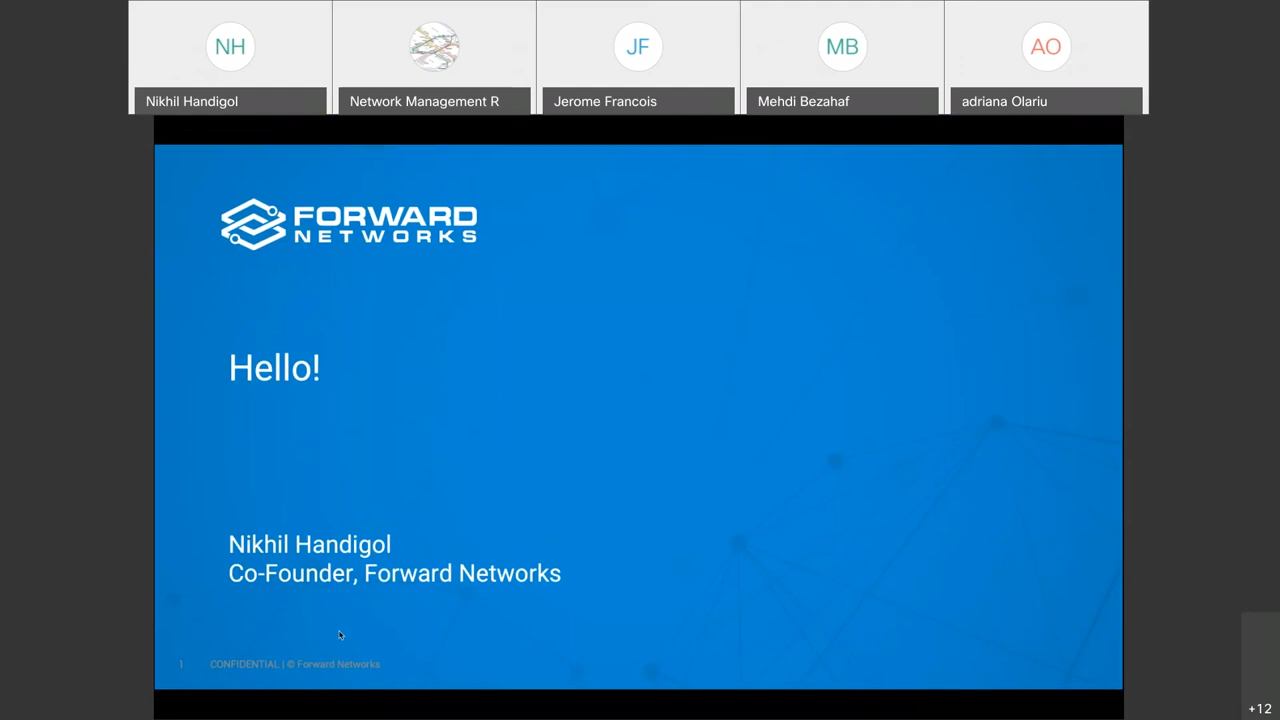 NH
JF
MB
AO
Nikhil Handigol
Network Management R
Jerome Francois
Mehdi Bezahaf
adriana Olariu
FORWARD
NETWORKS
Hello!
Nikhil Handigol
Co-Founder, Forward Networks
1 CONFIDENTIAL | © Forward Networks
+12